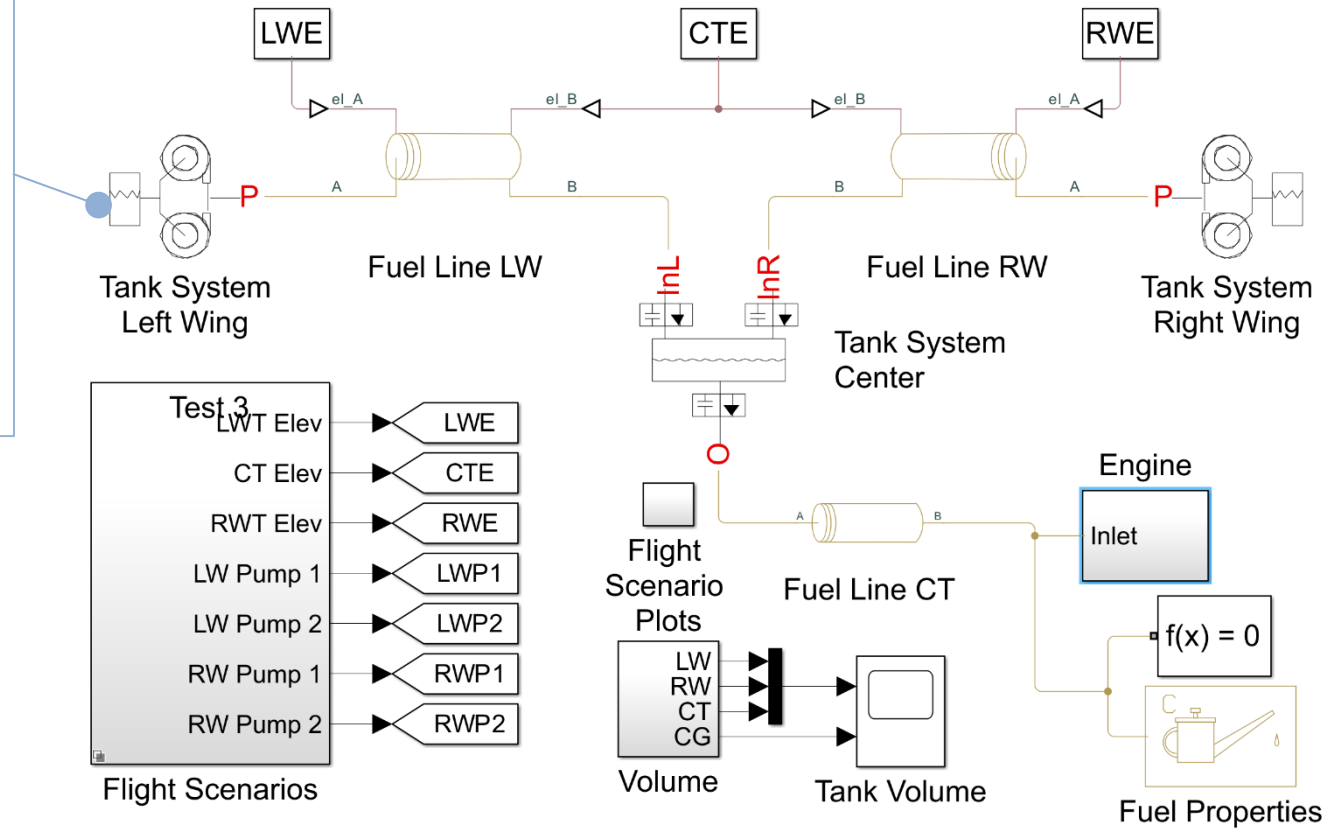 LWE
CTE
RWE
el_A
el_B
el_B
el_A
P
A
B
B
A
P
Fuel Line LW
Fuel Line RW
Tank System
Left Wing
InL
InR
Tank System
Right Wing
Tank System
Center
Test 3
LWT Elev
LWE
CT Elev
CTE
RWT Elev
RWE
LW Pump 1
LWP1
LW Pump 2
LWP2
RW Pump 1
RWP1
RW Pump 2
RWP2
Flight Scenarios
O
Flight
Scenario
Plots
A
B
Fuel Line CT
Engine
Inlet
f(x) = 0
C
Fuel Properties
LW
RW
CT
CG
Volume
Tank Volume